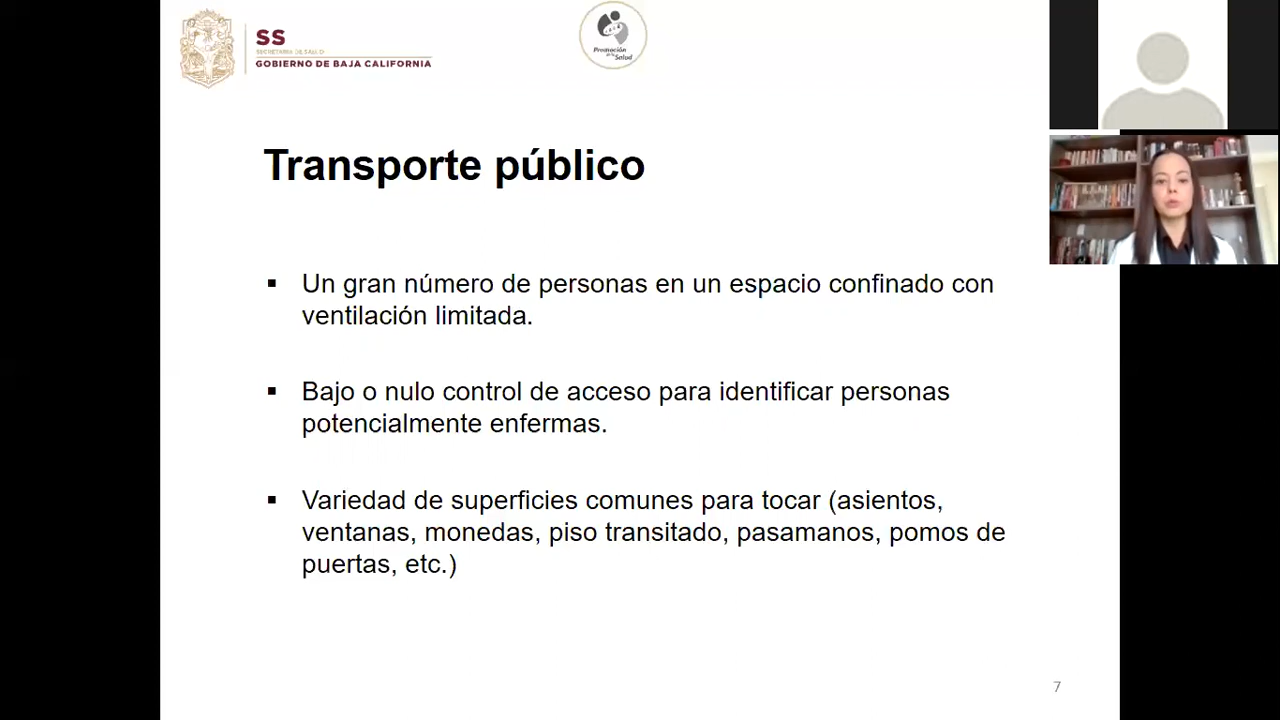 SS
SECRETARÍA DE SALUD
GOBIERNO DE BAJA CALIFORNIA
Promoción
de la
Salud
Transporte público
▪ Un gran número de personas en un espacio confinado con
ventilación limitada.
▪ Bajo o nulo control de acceso para identificar personas
potencialmente enfermas.
▪ Variedad de superficies comunes para tocar (asientos,
ventanas, monedas, piso transitado, pasamanos, pomos de
puertas, etc.)
7